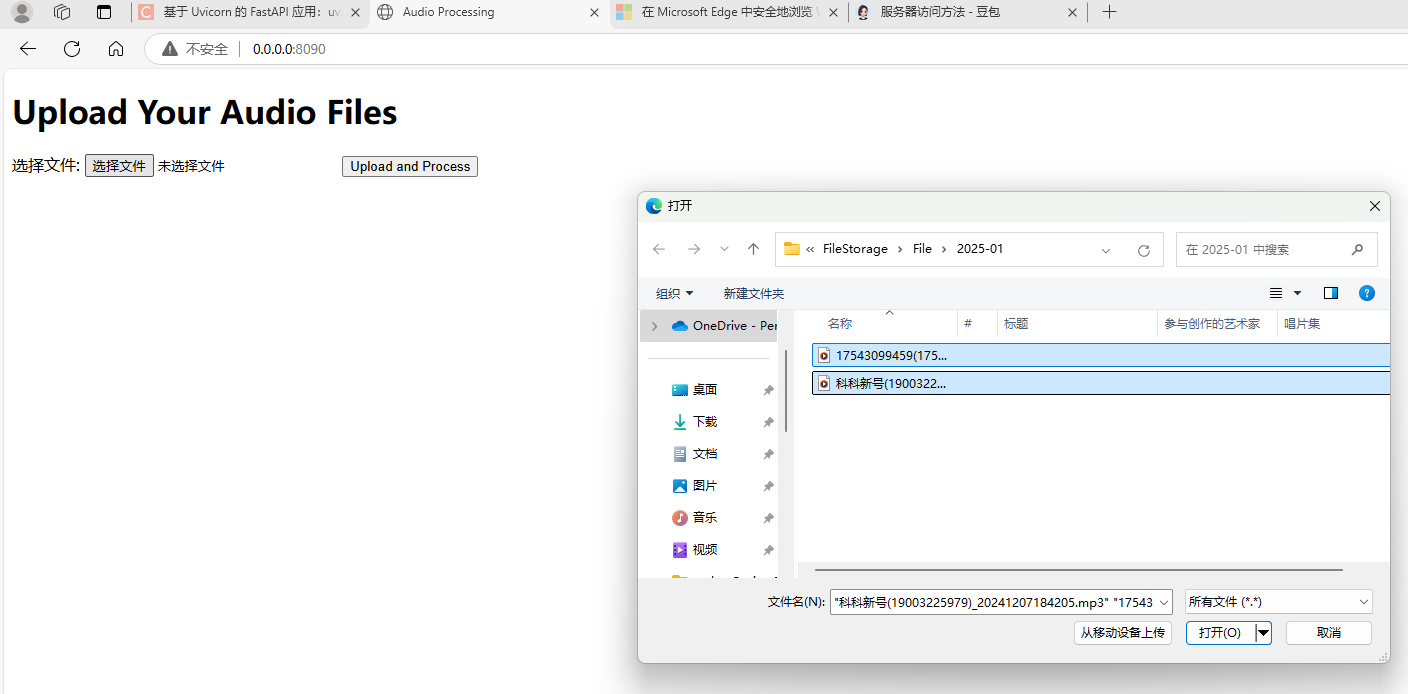 基于 Uvicorn 的 FastAPI 应用：uv
Audio Processing
在 Microsoft Edge 中安全地浏览
服务器访问方法 - 豆包
不安全
0.0.0.0:8090
Upload Your Audio Files
选择文件: 选择文件 未选择文件 Upload and Process
打开
« FileStorage › File › 2025-01
在 2025-01 中搜索
组织 新建文件夹
OneDrive - Per
名称 # 标题 参与创作的艺术家 唱片集
17543099459(175...
科科新号(1900322...
桌面
下载
文档
图片
音乐
视频
文件名(N): "科科新号(19003225979)_20241207184205.mp3" "17543
所有文件 (*.*)
从移动设备上传 打开(O) 取消